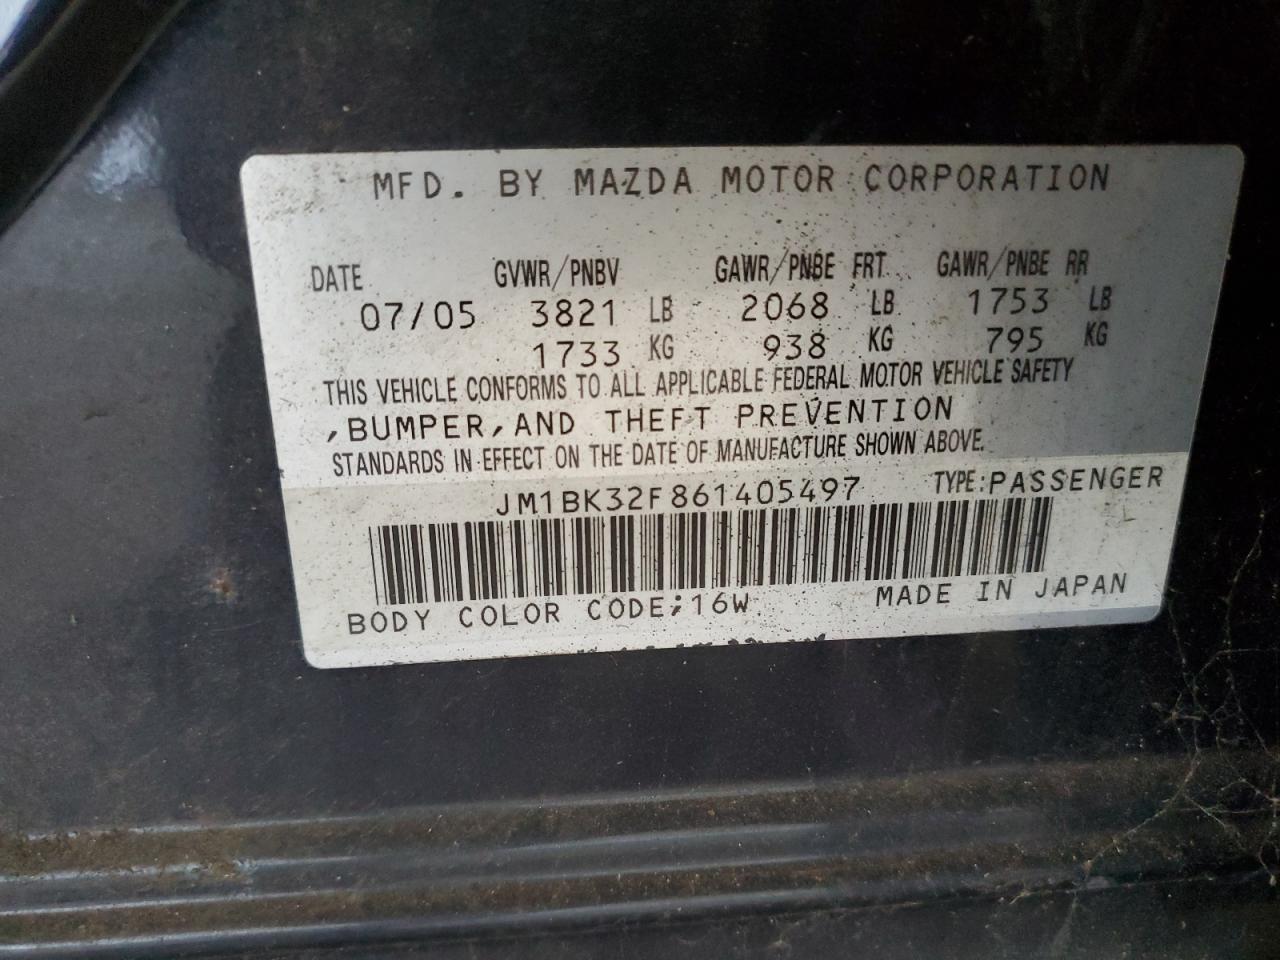 MFD. BY MAZDA MOTOR CORPORATION
DATE GVWR/PNBV GAWR/PNBE FRT GAWR/PNBE RR
07/05 3821 LB 2068 LB 1753 LB
1733 KG 938 KG 795 KG
THIS VEHICLE CONFORMS TO ALL APPLICABLE FEDERAL MOTOR VEHICLE SAFETY
,BUMPER,AND THEFT PREVENTION
STANDARDS IN EFFECT ON THE DATE OF MANUFACTURE SHOWN ABOVE.
JM1BK32F861405497 TYPE:PASSENGER
BODY COLOR CODE;16W MADE IN JAPAN